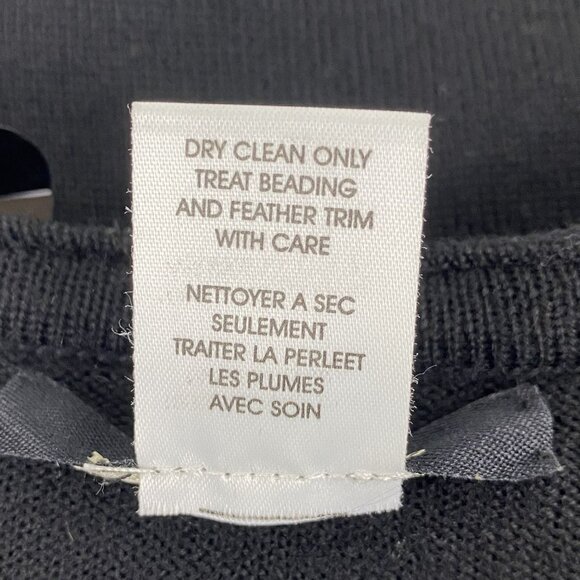 DRY CLEAN ONLY
TREAT BEADING
AND FEATHER TRIM
WITH CARE
NETTOYER A SEC
SEULEMENT
TRAITER LA PERLEET
LES PLUMES
AVEC SOIN